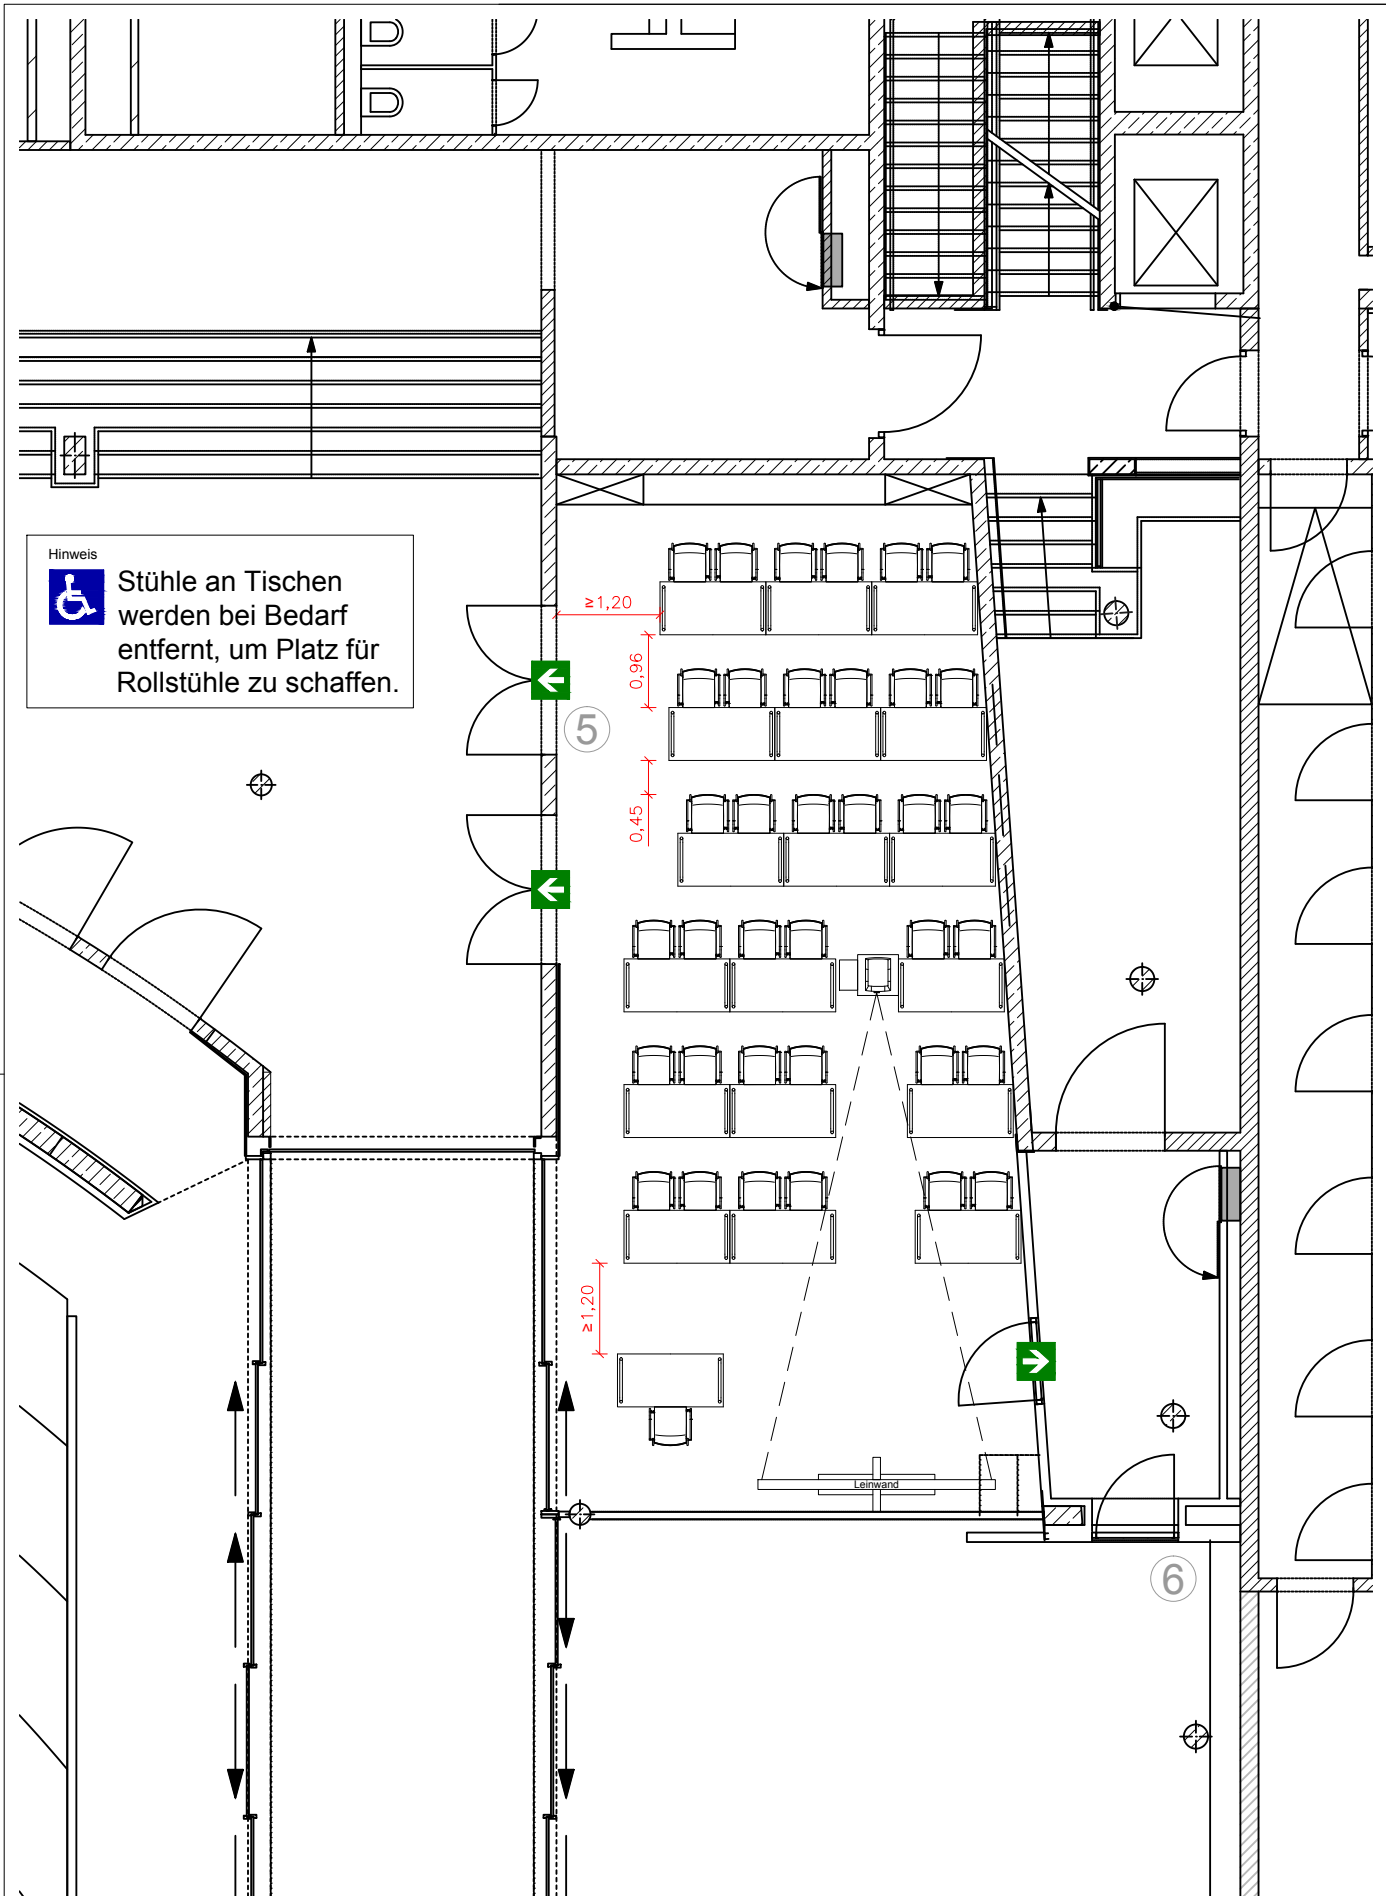 Hinweis
Stühle an Tischen
werden bei Bedarf
entfernt, um Platz für
Rollstühle zu schaffen.
≥1,20
0,96
5
0,45
≥1,20
Leinwand
6